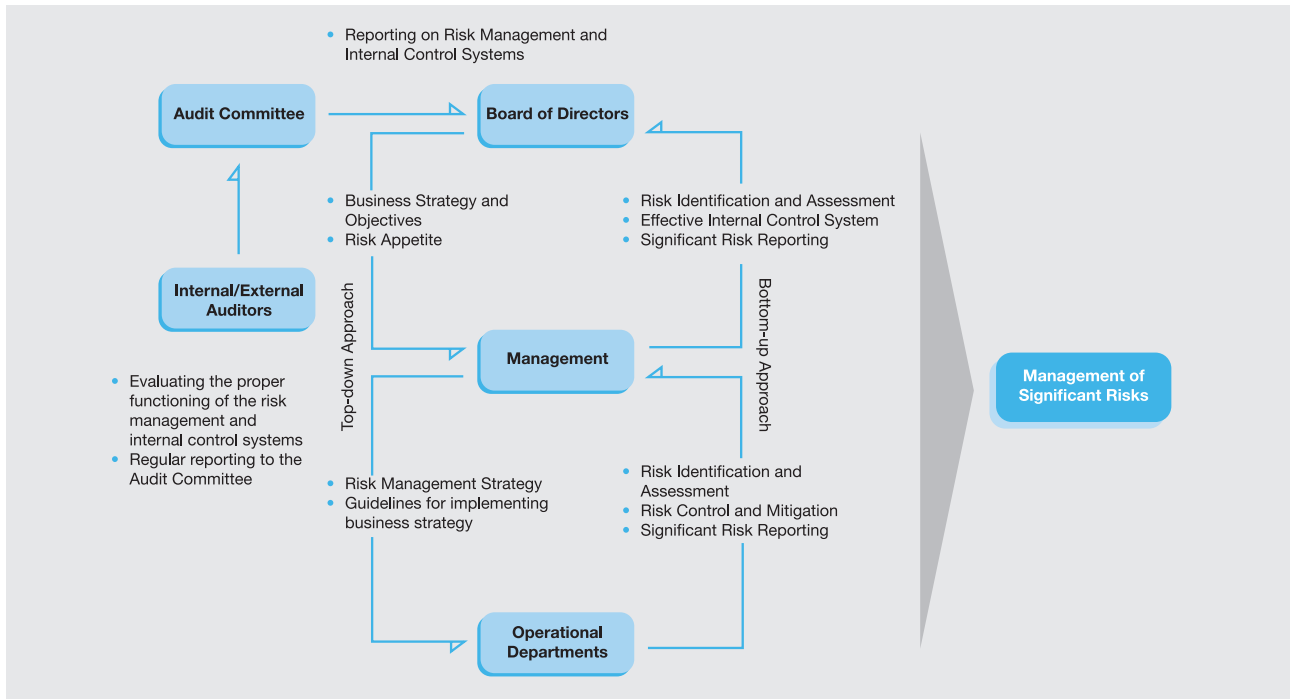 Reporting on Risk Management and
Internal Control Systems
Audit Committee
Board of Directors
Business Strategy and
Objectives
Risk Appetite
Risk Identification and Assessment
Effective Internal Control System
Significant Risk Reporting
Internal/External
Auditors
Top-down Approach
Bottom-up Approach
Management
Management of
Significant Risks
Evaluating the proper
functioning of the risk
management and
internal control systems
Regular reporting to the
Audit Committee
Risk Management Strategy
Guidelines for implementing
business strategy
Risk Identification and
Assessment
Risk Control and Mitigation
Significant Risk Reporting
Operational
Departments